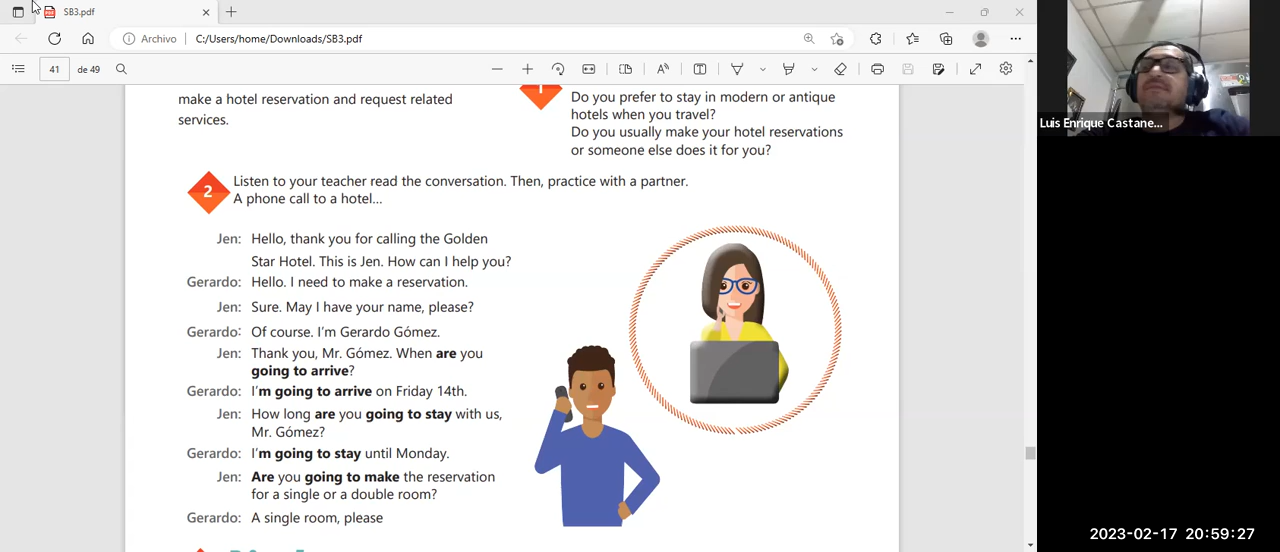 SB3.pdf
Archivo
C:/Users/home/Downloads/SB3.pdf
41
de 49
make a hotel reservation and request related
services.
1
Do you prefer to stay in modern or antique
hotels when you travel?
Do you usually make your hotel reservations
or someone else does it for you?
2
Listen to your teacher read the conversation. Then, practice with a partner.
A phone call to a hotel...
Jen: Hello, thank you for calling the Golden
Star Hotel. This is Jen. How can I help you?
Gerardo: Hello. I need to make a reservation.
Jen: Sure. May I have your name, please?
Gerardo: Of course. I'm Gerardo Gómez.
Jen: Thank you, Mr. Gómez. When are you
going to arrive?
Gerardo: I'm going to arrive on Friday 14th.
Jen: How long are you going to stay with us,
Mr. Gómez?
Gerardo: I'm going to stay until Monday.
Jen: Are you going to make the reservation
for a single or a double room?
Gerardo: A single room, please
Luis Enrique Castane...
2023-02-17 20:59:27